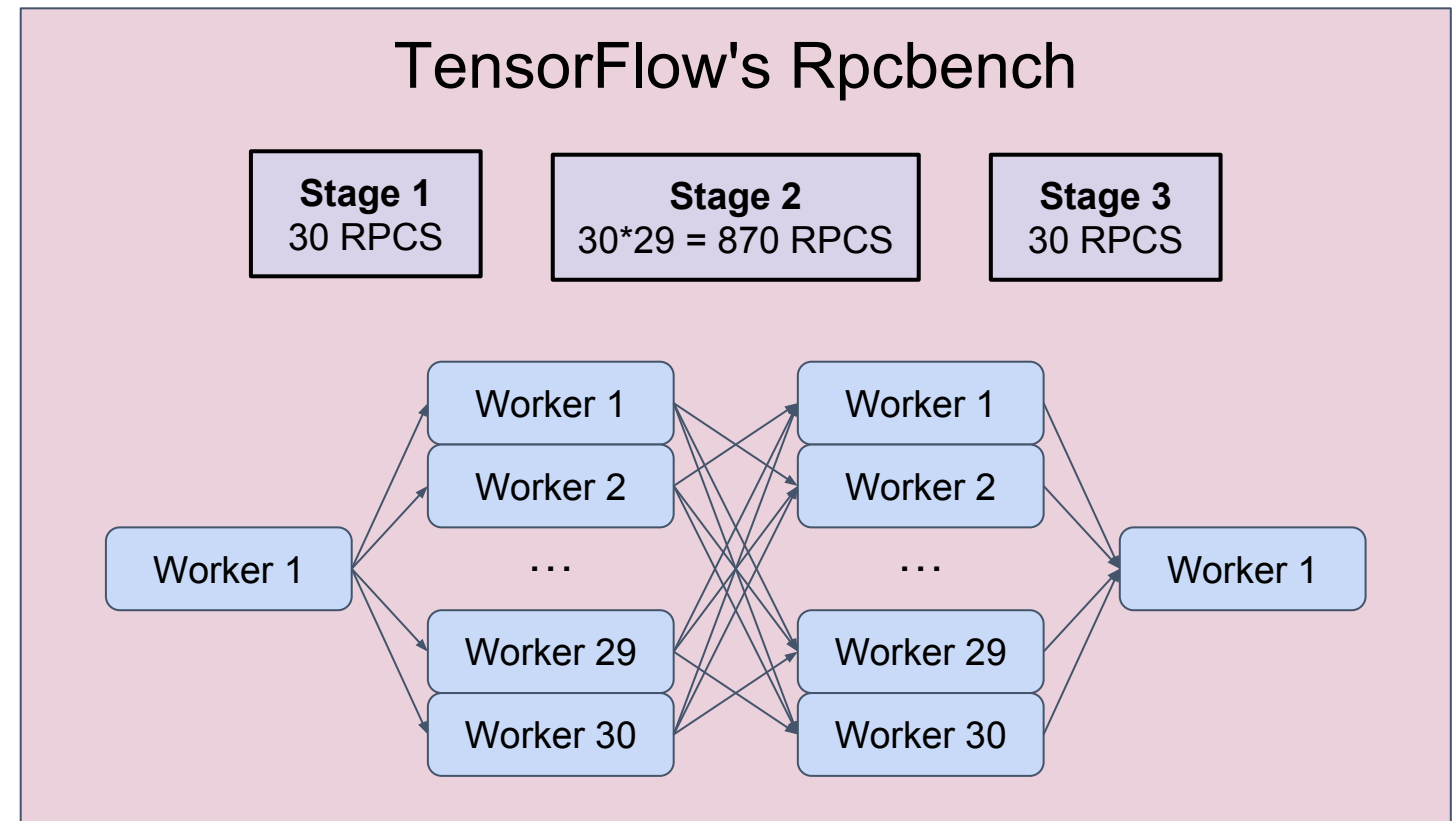 TensorFlow's Rpcbench
Stage 1
30 RPCS
Stage 2
30*29 = 870 RPCS
Stage 3
30 RPCS
Worker 1
Worker 1
Worker 2
...
Worker 29
Worker 30
Worker 1
Worker 2
...
Worker 29
Worker 30
Worker 1